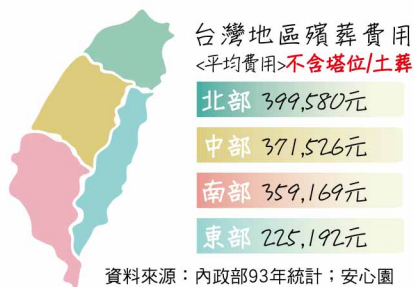 台灣地區殯葬費用
<平均費用>不含塔位/土葬
北部 399,580元
中部 371,526元
南部 359,169元
東部 225,192元
資料來源：內政部93年統計；安心園